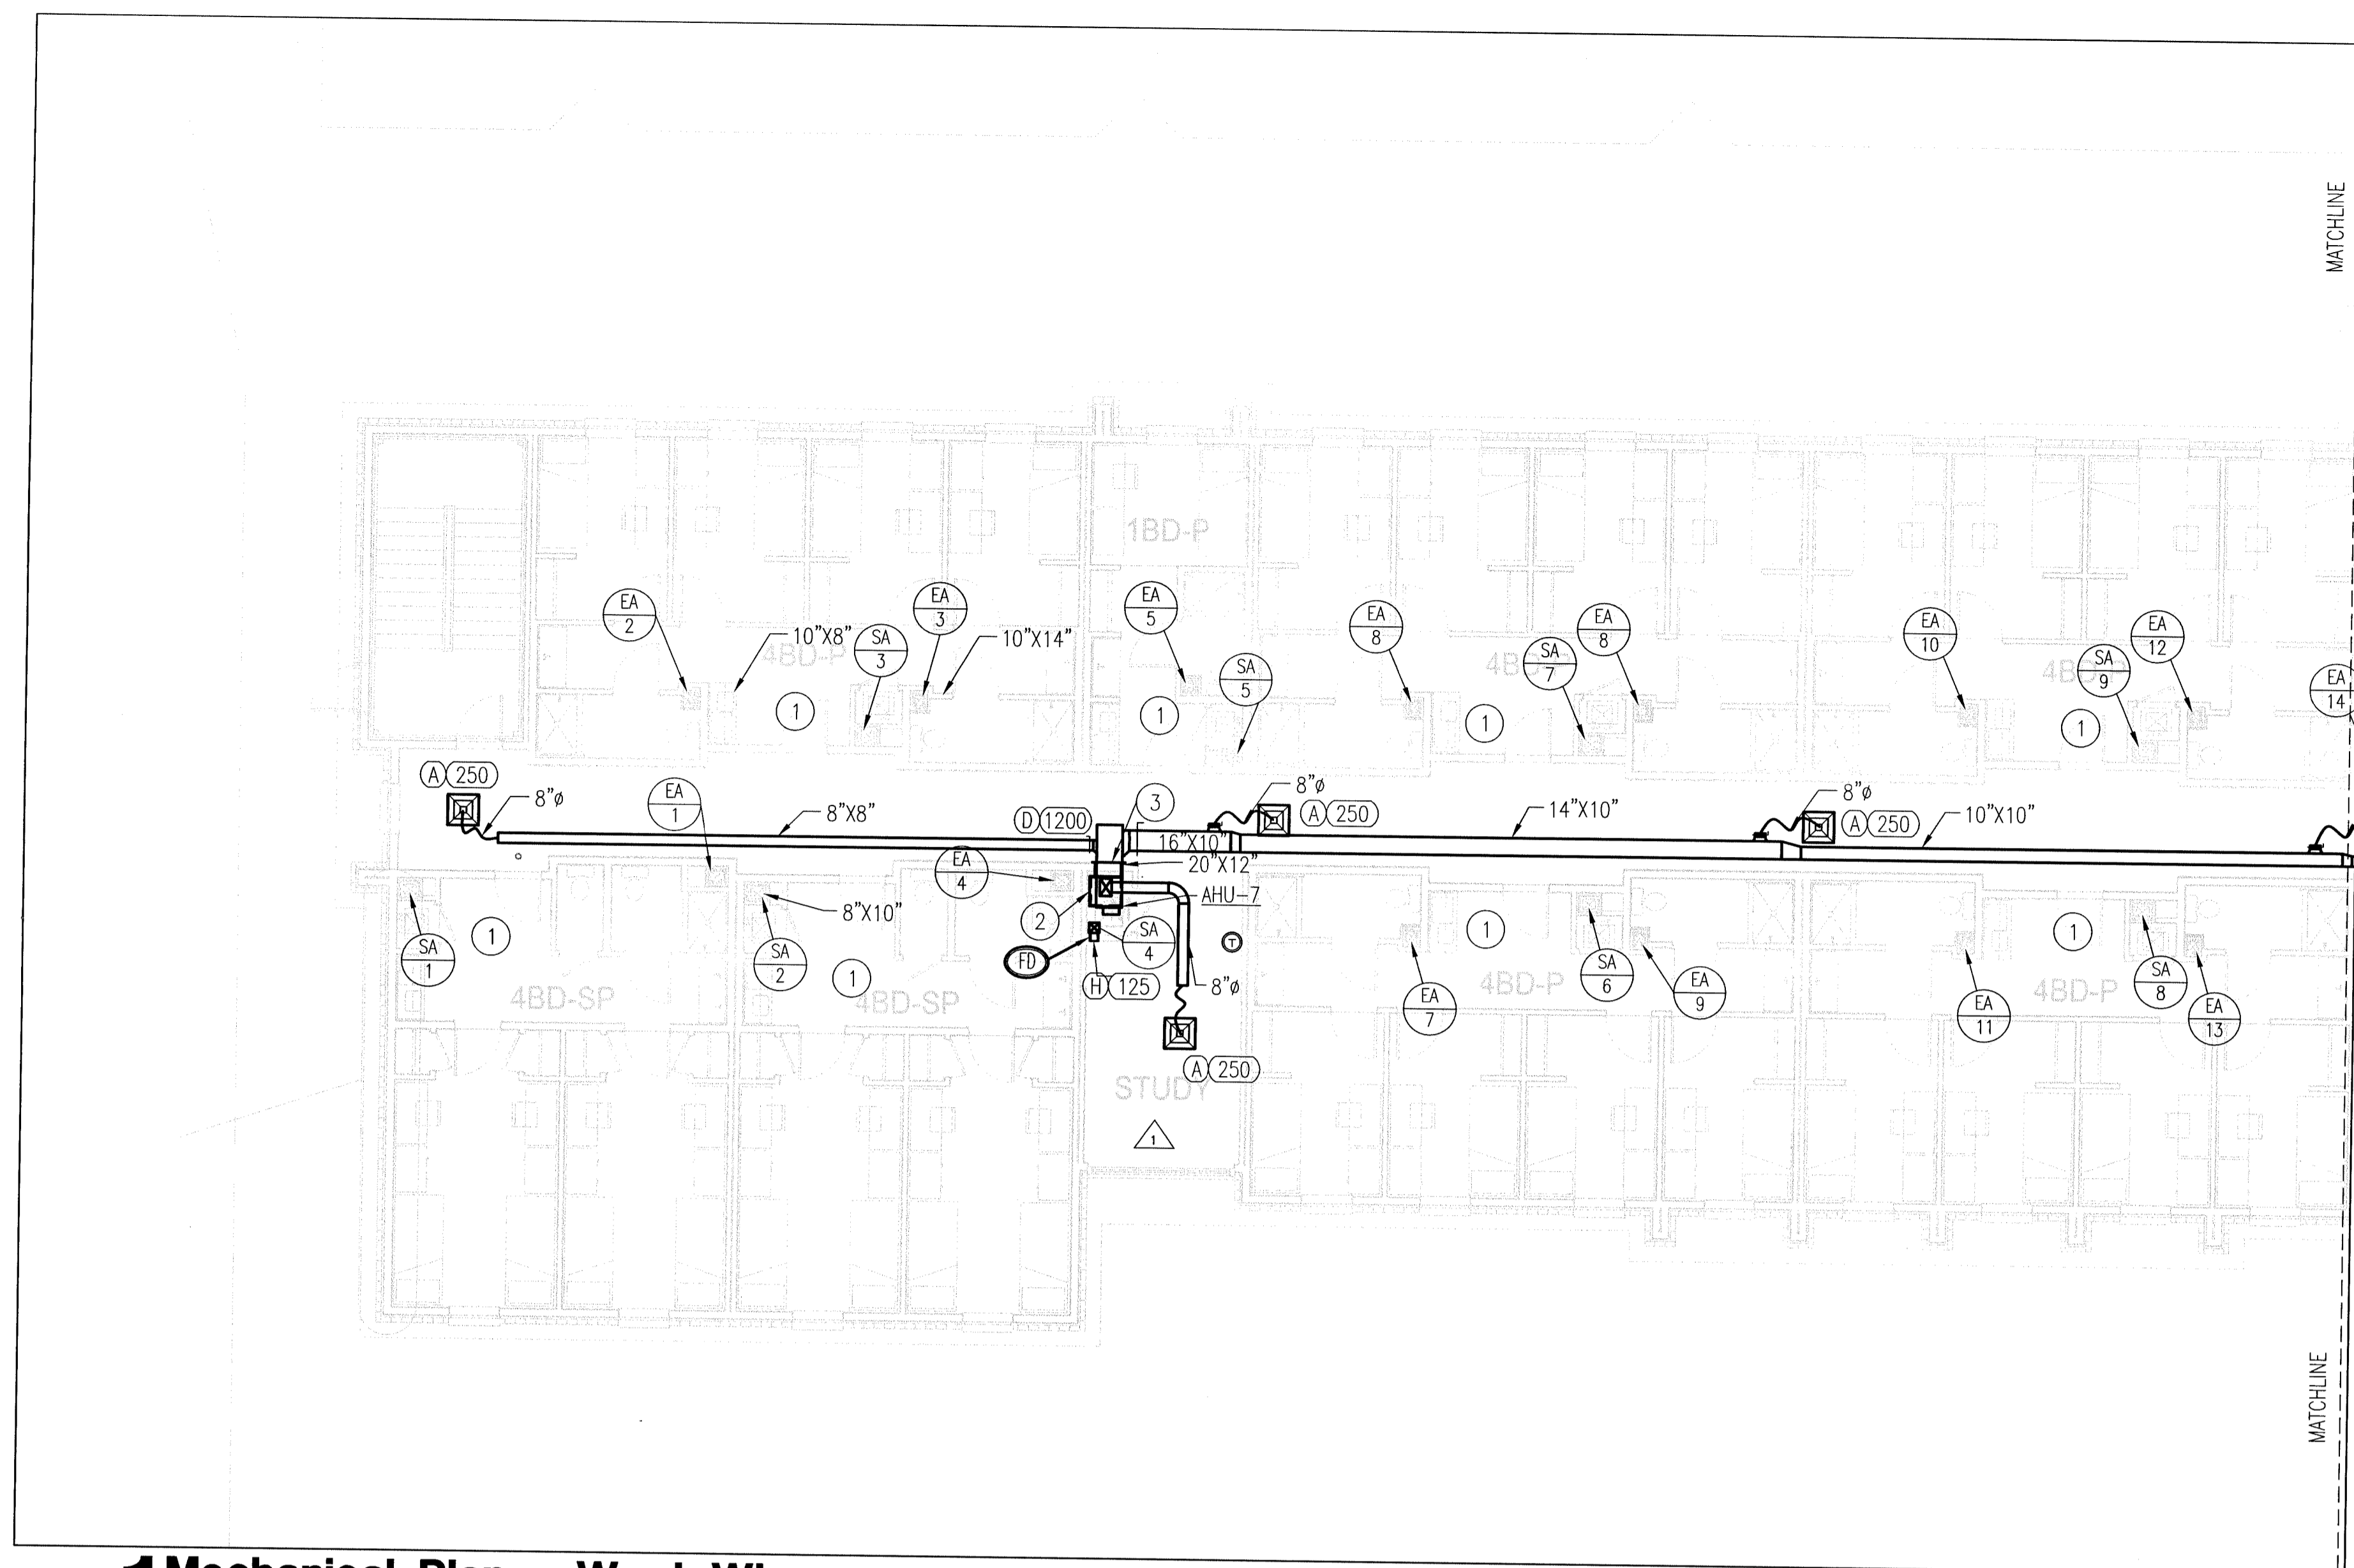 MATCHLINE
1BD-P
EA
2
10"X8"
4BD-P
SA
3
EA
3
10"X14"
EA
5
SA
5
EA
8
SA
7
EA
8
EA
10
4BD-P
SA
9
EA
12
EA
14
1
1
1
1
A 250
8"ø
EA
1
8"X8"
D 1200
3
8"ø
A 250
16"X10"
14"X10"
8"ø
A 250
10"X10"
20"X12"
EA
4
AHU-7
2
8"X10"
SA
1
1
SA
2
1
FD
SA
4
T
H 125
8"ø
1
SA
6
EA
7
EA
9
EA
11
1
SA
8
EA
13
4BD-SP
4BD-SP
4BD-P
4BD-P
A 250
STUDY
1
MATCHLINE
1 Mechanical Plan